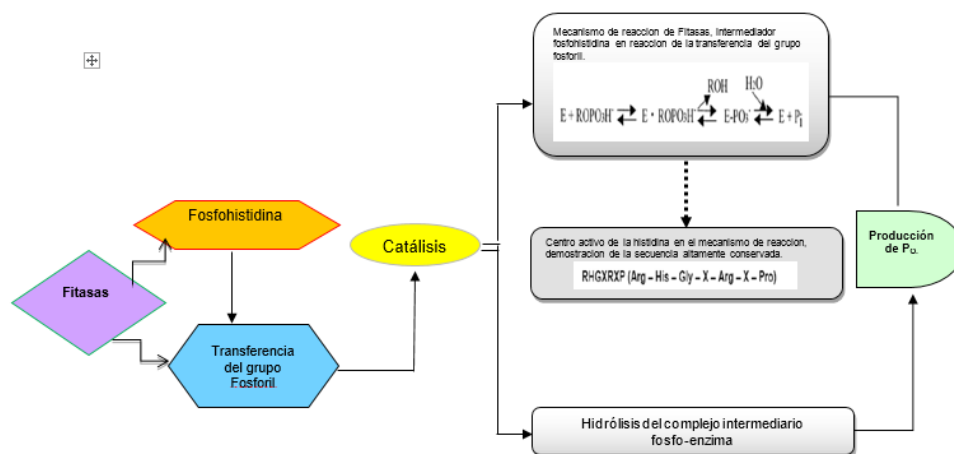 Mecanismo de reaccion de Fitasas, Intermediador
fosfohistidina en reaccion de la transferencia del grupo
fosforil.
ROH
H2O
E + ROPO3H⁻ ⇌ E • ROPO3H⁻ ⇌ E-PO3⁻ ⇌ E + Pi
Fosfohistidina
Catálisis
Centro activo de la histidina en el mecanismo de reaccion,
demostracion de la secuencia altamente conservada.
RHGXRXP (Arg – His – Gly – X – Arg – X – Pro)
Producción
de
Fitasas
Transferencia
del grupo
Fosforil.
Hidrólisis del complejo intermediario
fosfo-enzima